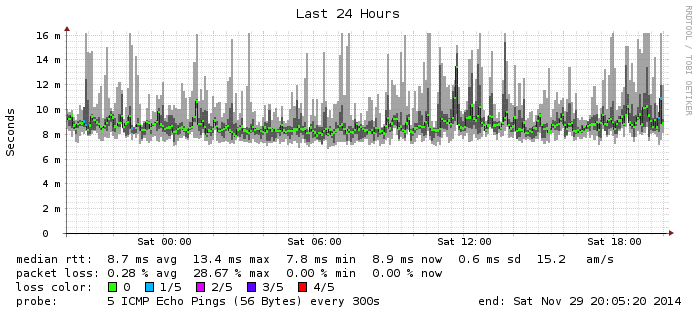 Last 24 Hours
RRDTOOL / TOBI OETIKER
Seconds
16 m
14 m
12 m
10 m
8 m
6 m
4 m
2 m
0
Sat 00:00 Sat 06:00 Sat 12:00 Sat 18:00
median rtt: 8.7 ms avg 13.4 ms max 7.8 ms min 8.9 ms now 0.6 ms sd 15.2 am/s
packet loss: 0.28 % avg 28.67 % max 0.00 % min 0.00 % now
loss color: 0 1/5 2/5 3/5 4/5
probe: 5 ICMP Echo Pings (56 Bytes) every 300s end: Sat Nov 29 20:05:20 2014